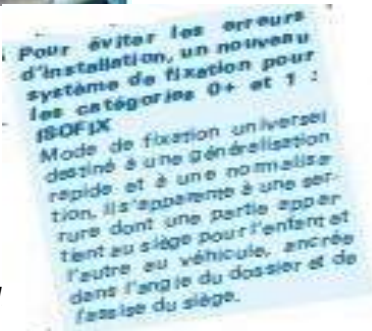 Pour éviter les erreurs
d'installation, un nouveau
système de fixation pour
les catégories 0+ et 1 :
ISOFIX
Mode de fixation universel
destiné à une généralisation
rapide et à une normalisa
tion, il s'apparente à une ser-
rure dont une partie appar
tient au siège pour l'enfant et
l'autre au véhicule, ancrée
dans l'angle du dossier et de
l'assise du siège.